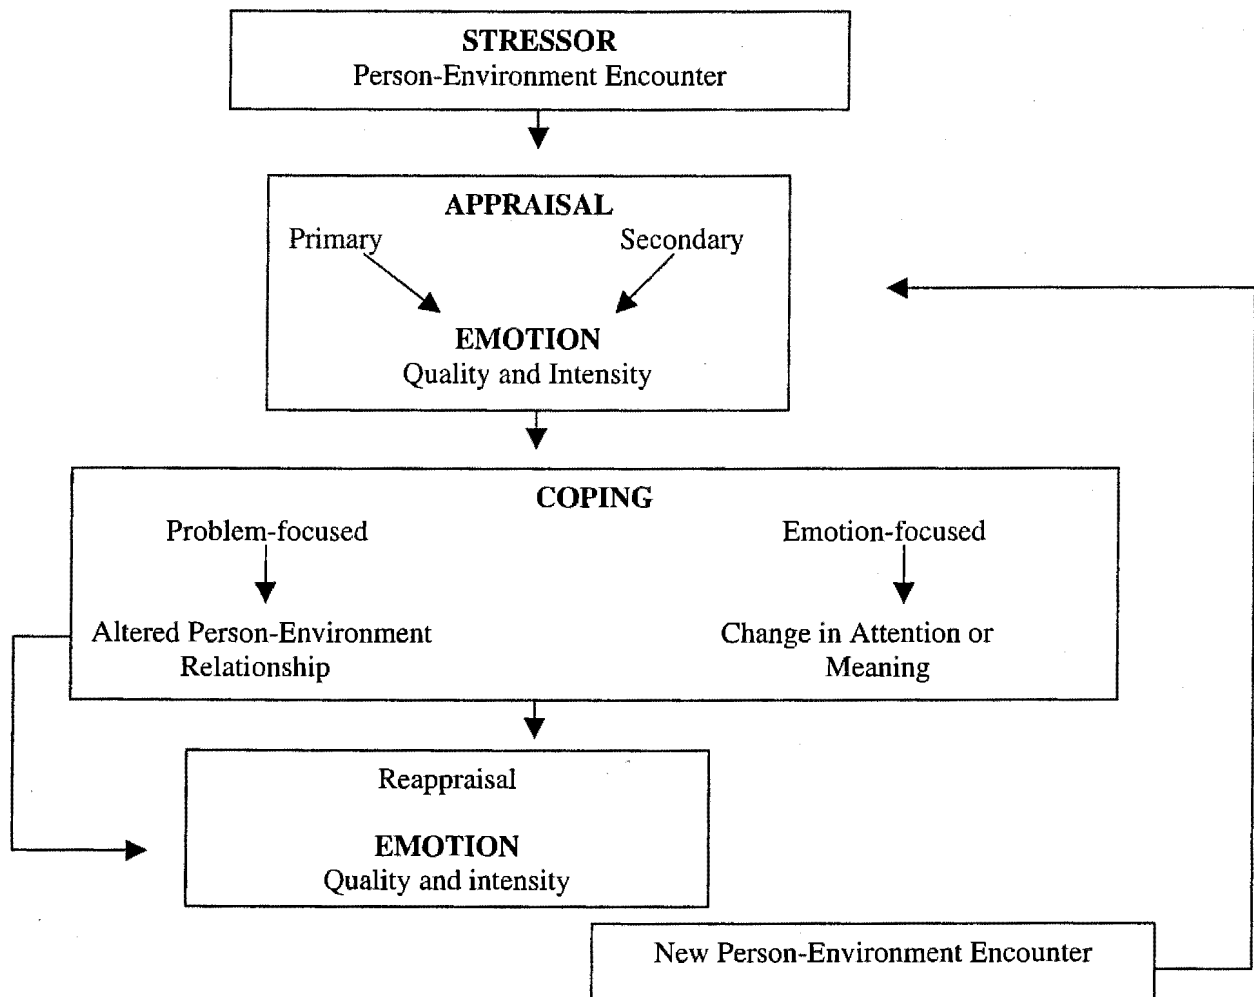 STRESSOR
Person-Environment Encounter
APPRAISAL
Primary
Secondary
EMOTION
Quality and Intensity
COPING
Problem-focused
Emotion-focused
Altered Person-Environment
Relationship
Change in Attention or
Meaning
Reappraisal
EMOTION
Quality and intensity
New Person-Environment Encounter